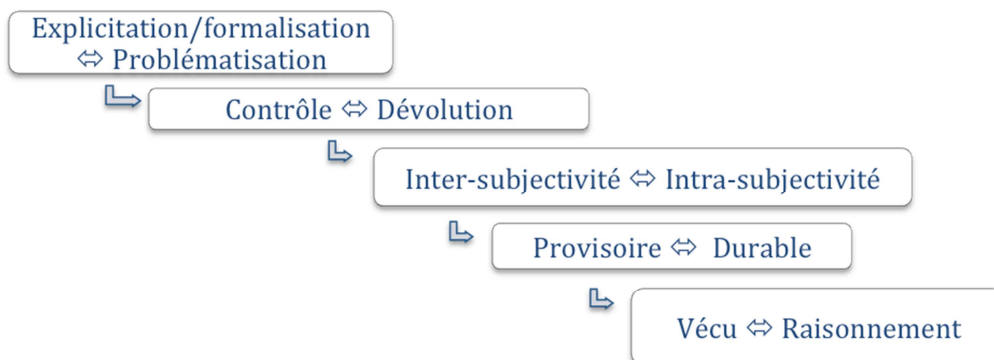 Explicitation/formalisation
⇔ Problématisation
Contrôle ⇔ Dévolution
Inter-subjectivité ⇔ Intra-subjectivité
Provisoire ⇔ Durable
Vécu ⇔ Raisonnement